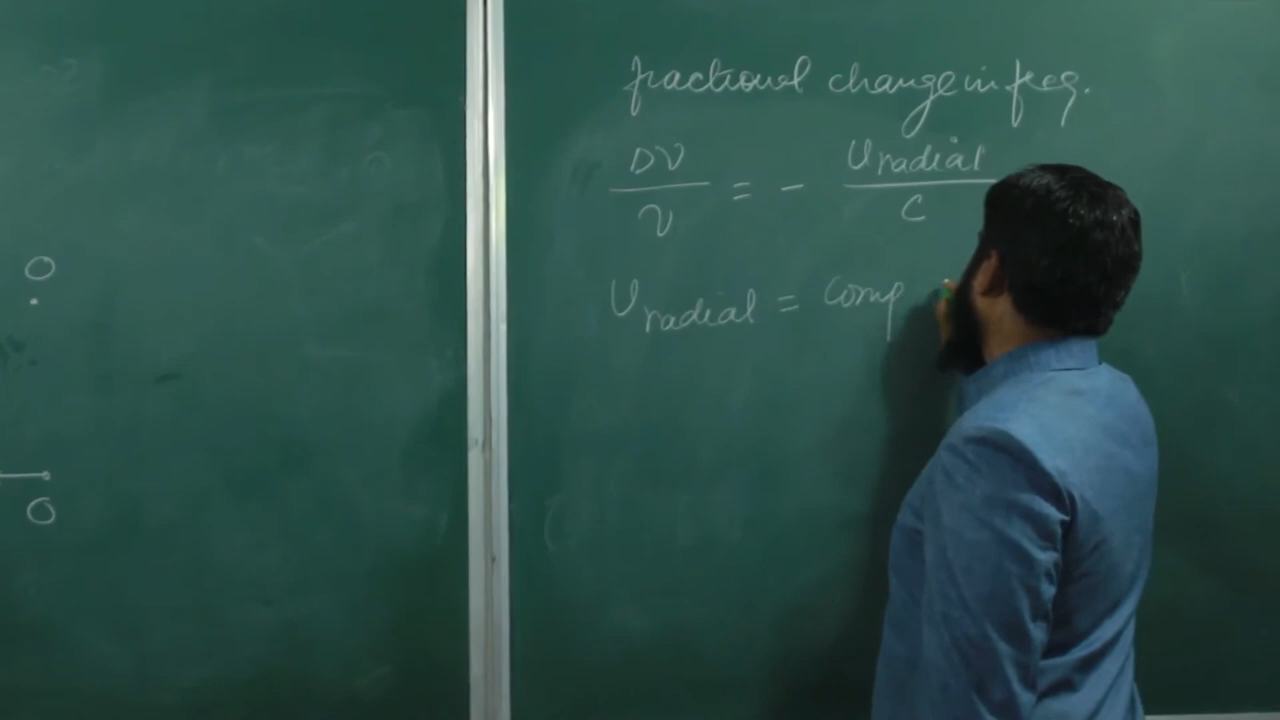 O
O
fractional change in freq.
Δν/ν = - υradial/c
υradial = comp